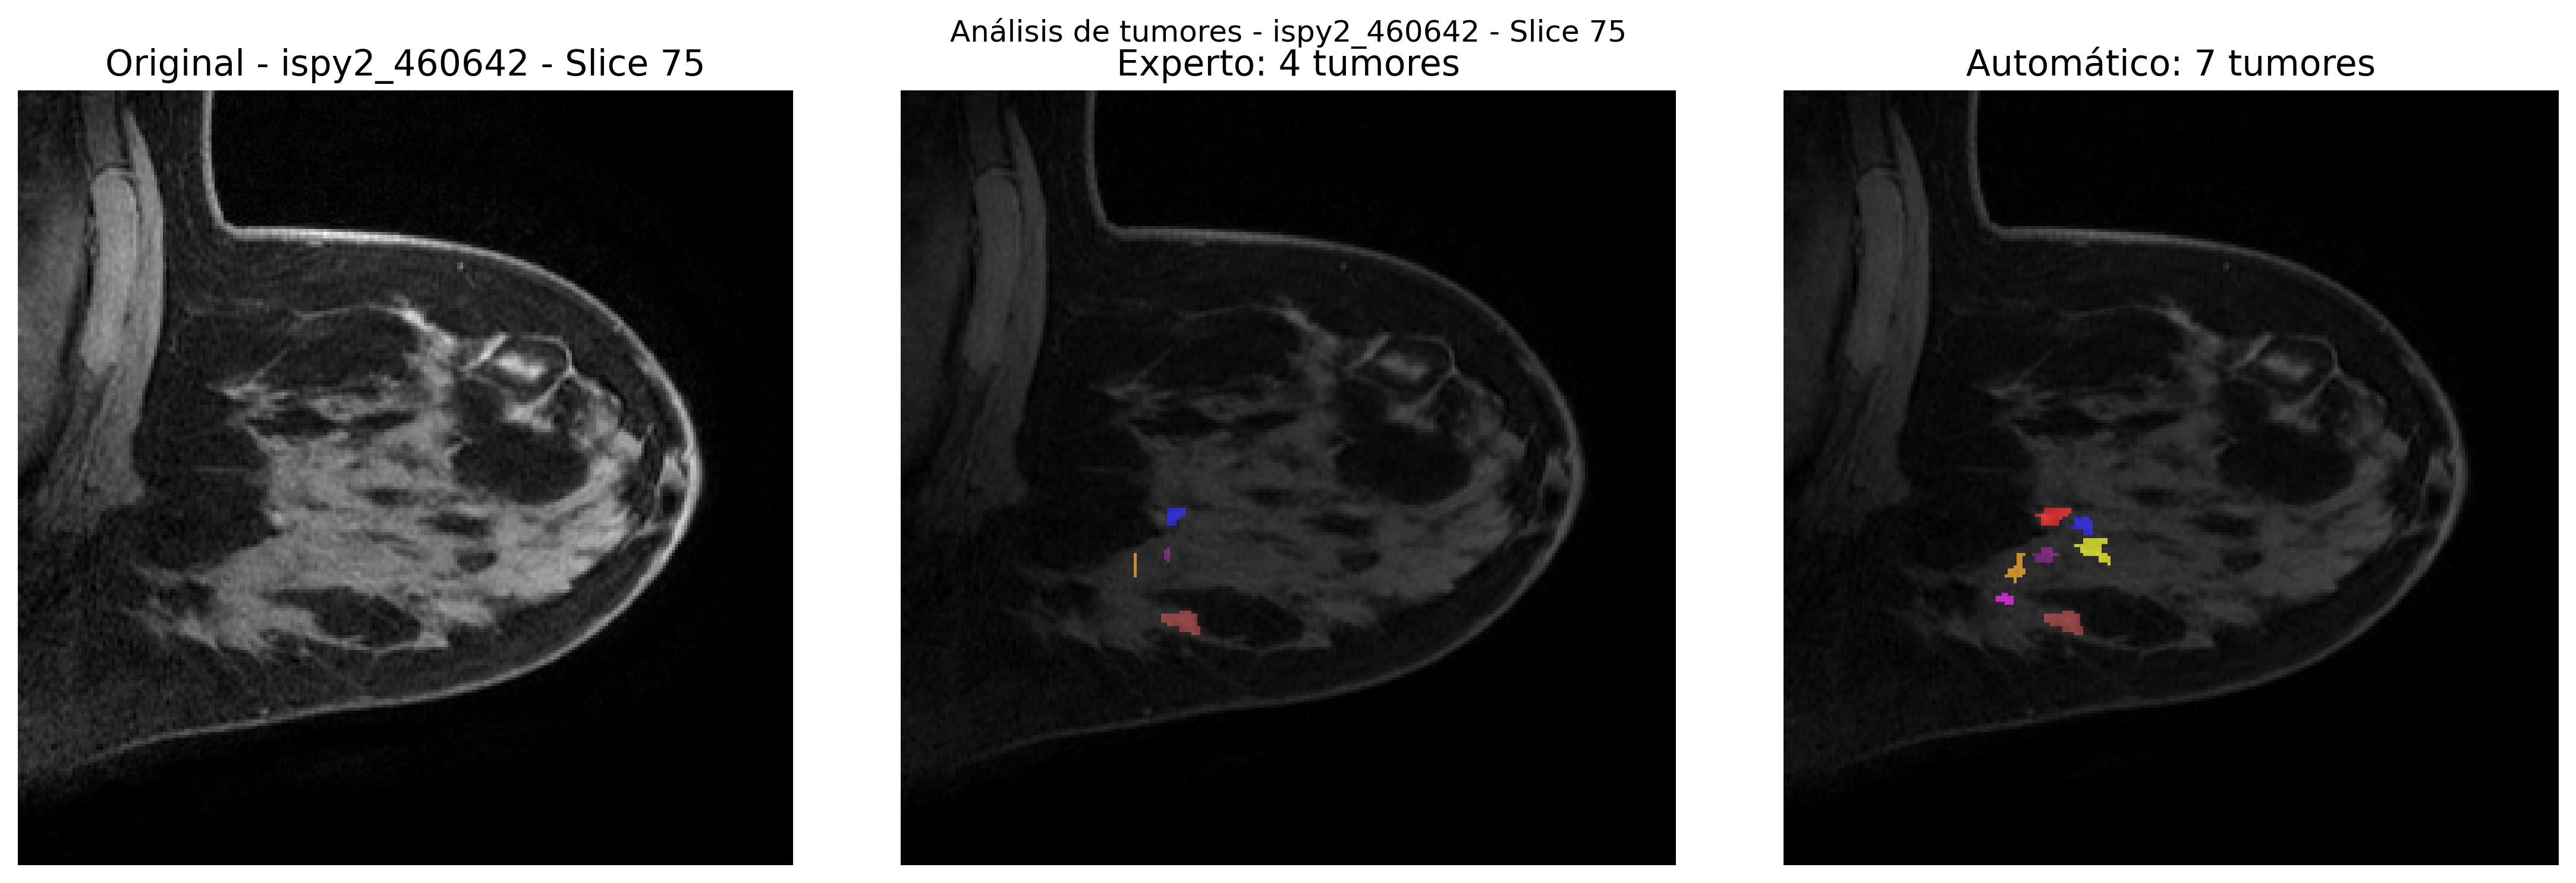 Análisis de tumores - ispy2_460642 - Slice 75
Original - ispy2_460642 - Slice 75
Experto: 4 tumores
Automático: 7 tumores